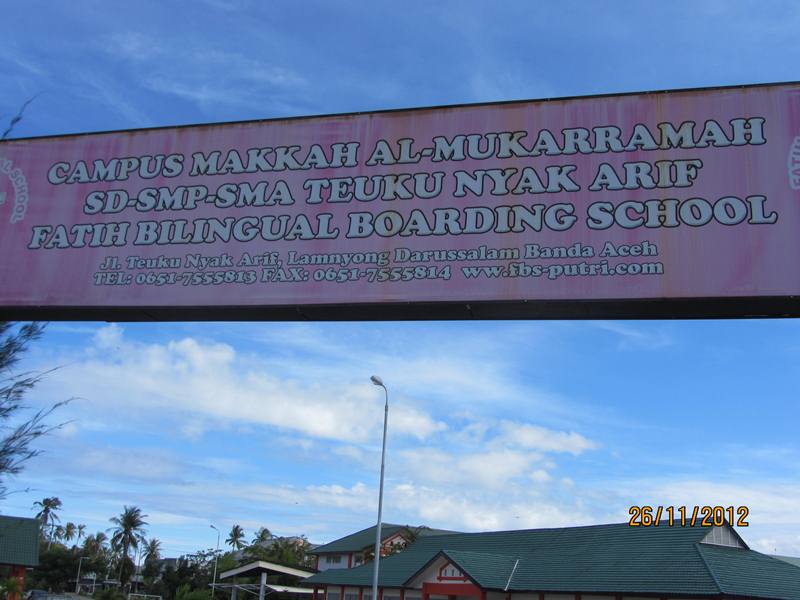 CAMPUS MAKKAH AL-MUKARRAMAH
SD-SMP-SMA TEUKU NYAK ARIF
FATIH BILINGUAL BOARDING SCHOOL
Jl. Teuku Nyak Arif, Lamnyong Darussalam Banda Aceh
TEL: 0651-7555813 FAX: 0651-7555814 www.fbs-putri.com
26/11/2012